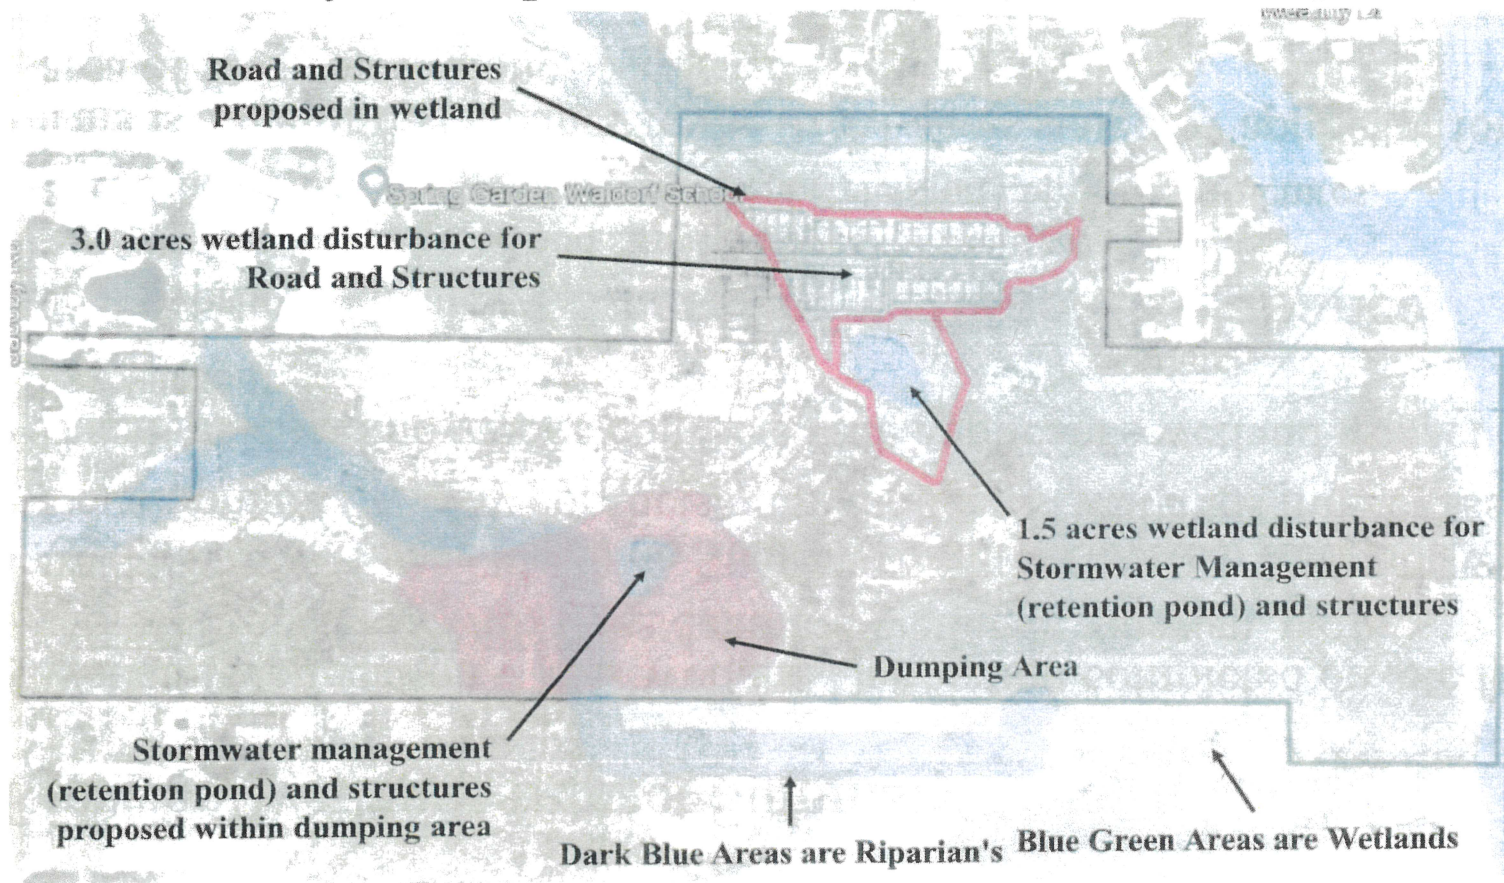 Road and Structures
proposed in wetland
Spring Garden Waldorf School
3.0 acres wetland disturbance for
Road and Structures
1.5 acres wetland disturbance for
Stormwater Management
(retention pond) and structures
Dumping Area
Stormwater management
(retention pond) and structures
proposed within dumping area
Dark Blue Areas are Riparian's
Blue Green Areas are Wetlands